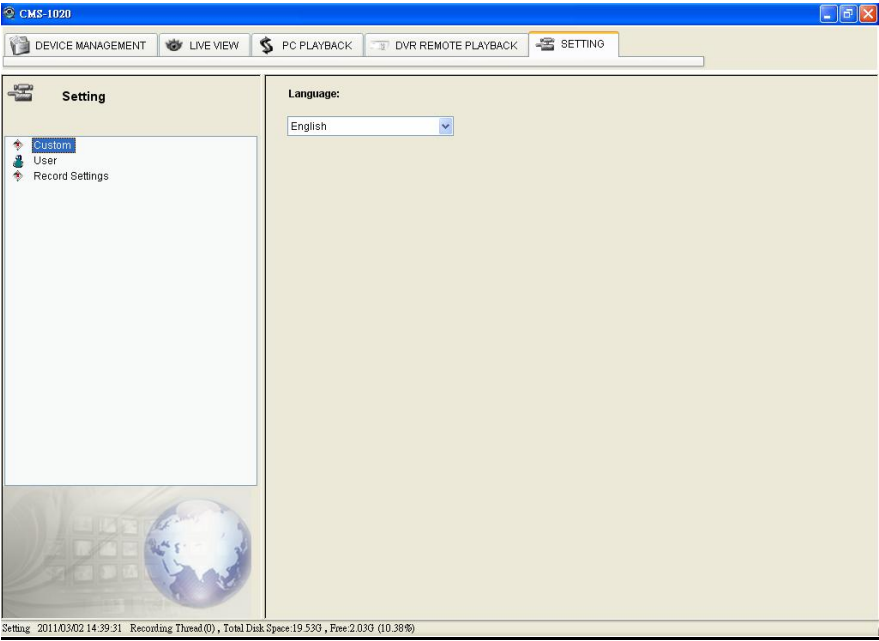 CMS-1020
DEVICE MANAGEMENT LIVE VIEW PC PLAYBACK DVR REMOTE PLAYBACK SETTING
Setting
Custom
User
Record Settings
Language:
English
Setting 2011/03/02 14:39:31 Recording Thread(0) , Total Disk Space:19.53G , Free:2.03G (10.38%)